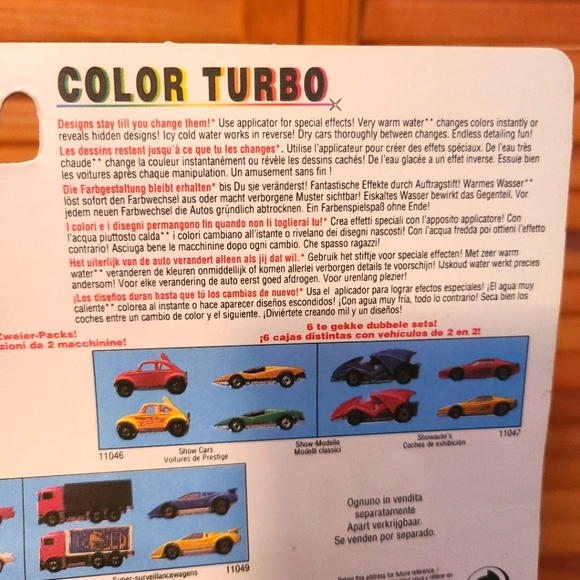 COLOR TURBO
Designs stay till you change them!* Use applicator for special effects! Very warm water** changes colors instantly or
reveals hidden designs! Icy cold water works in reverse! Dry cars thoroughly between changes. Endless detailing fun!
Les dessins restent jusqu'à ce que tu les changes*. Utilise l'applicateur pour créer des effets spéciaux. De l'eau très
chaude** change la couleur instantanément ou révèle les dessins cachés! De l'eau glacée a un effet inverse. Essuie bien
les voitures après chaque manipulation. Un amusement sans fin !
Die Farbgestaltung bleibl erhalten* bis Du sie veränderst! Fantastische Effekte durch Auftragstift! Warmes Wasser**
löst sofort den Farbwechsel aus oder macht verborgene Muster sichtbar! Eiskaltes Wasser bewirkt das Gegenteil. Vor
jedem neuen Farbwechsel die Autos gründlich abtrocknen. Ein Farbenspielspaß ohne Ende!
I colori e i disegni permangono fin quando non li toglierai tu!* Crea effetti speciali con l'apposito applicatore! Con
l'acqua piuttosto calda** i colori cambiano all'istante o rivelano dei disegni nascosti! Con l'acqua fredda poi ottieni l'effetto
contrario! Asciuga bene le macchinine dopo ogni cambio. Che spasso ragazzi!
Het uiterlijk van de auto verandert alleen als jij dat wil.* Gebruik het stiftje voor speciale effecten! Met zeer warm
water** veranderen de kleuren onmiddellijk of komen allerlei verborgen details te voorschijn! IJskoud water werkt precies
andersom! Voor elke verandering de auto eerst goed afdrogen. Voor urenlang plezier!
¡Los diseños duran hasta que tú los cambias de nuevo!* Usa el aplicador para lograr efectos especiales! ¡El agua muy
caliente** colorea al instante o hace aparecer diseños escondidos! ¡Con agua muy fría, todo lo contrario! Seca bien los
coches entre un cambio de color y el siguiente. ¡Diviértete creando mil y un diseños!
Zweier-Packs!
zioni da 2 macchinine!
6 te gekke dubbele sets!
¡6 cajas distintas con vehículos de 2 en 2!
11046
Show Cars
Voitures de Prestige
Show-Modelle
Modelli classici
Showauto's
Coches de exhibición
11047
Super-surveillancewagens
11049
Ognuno in vendita
separatamente
Apart verkrijgbaar.
Se venden por separado.
Retain this address for future reference. /